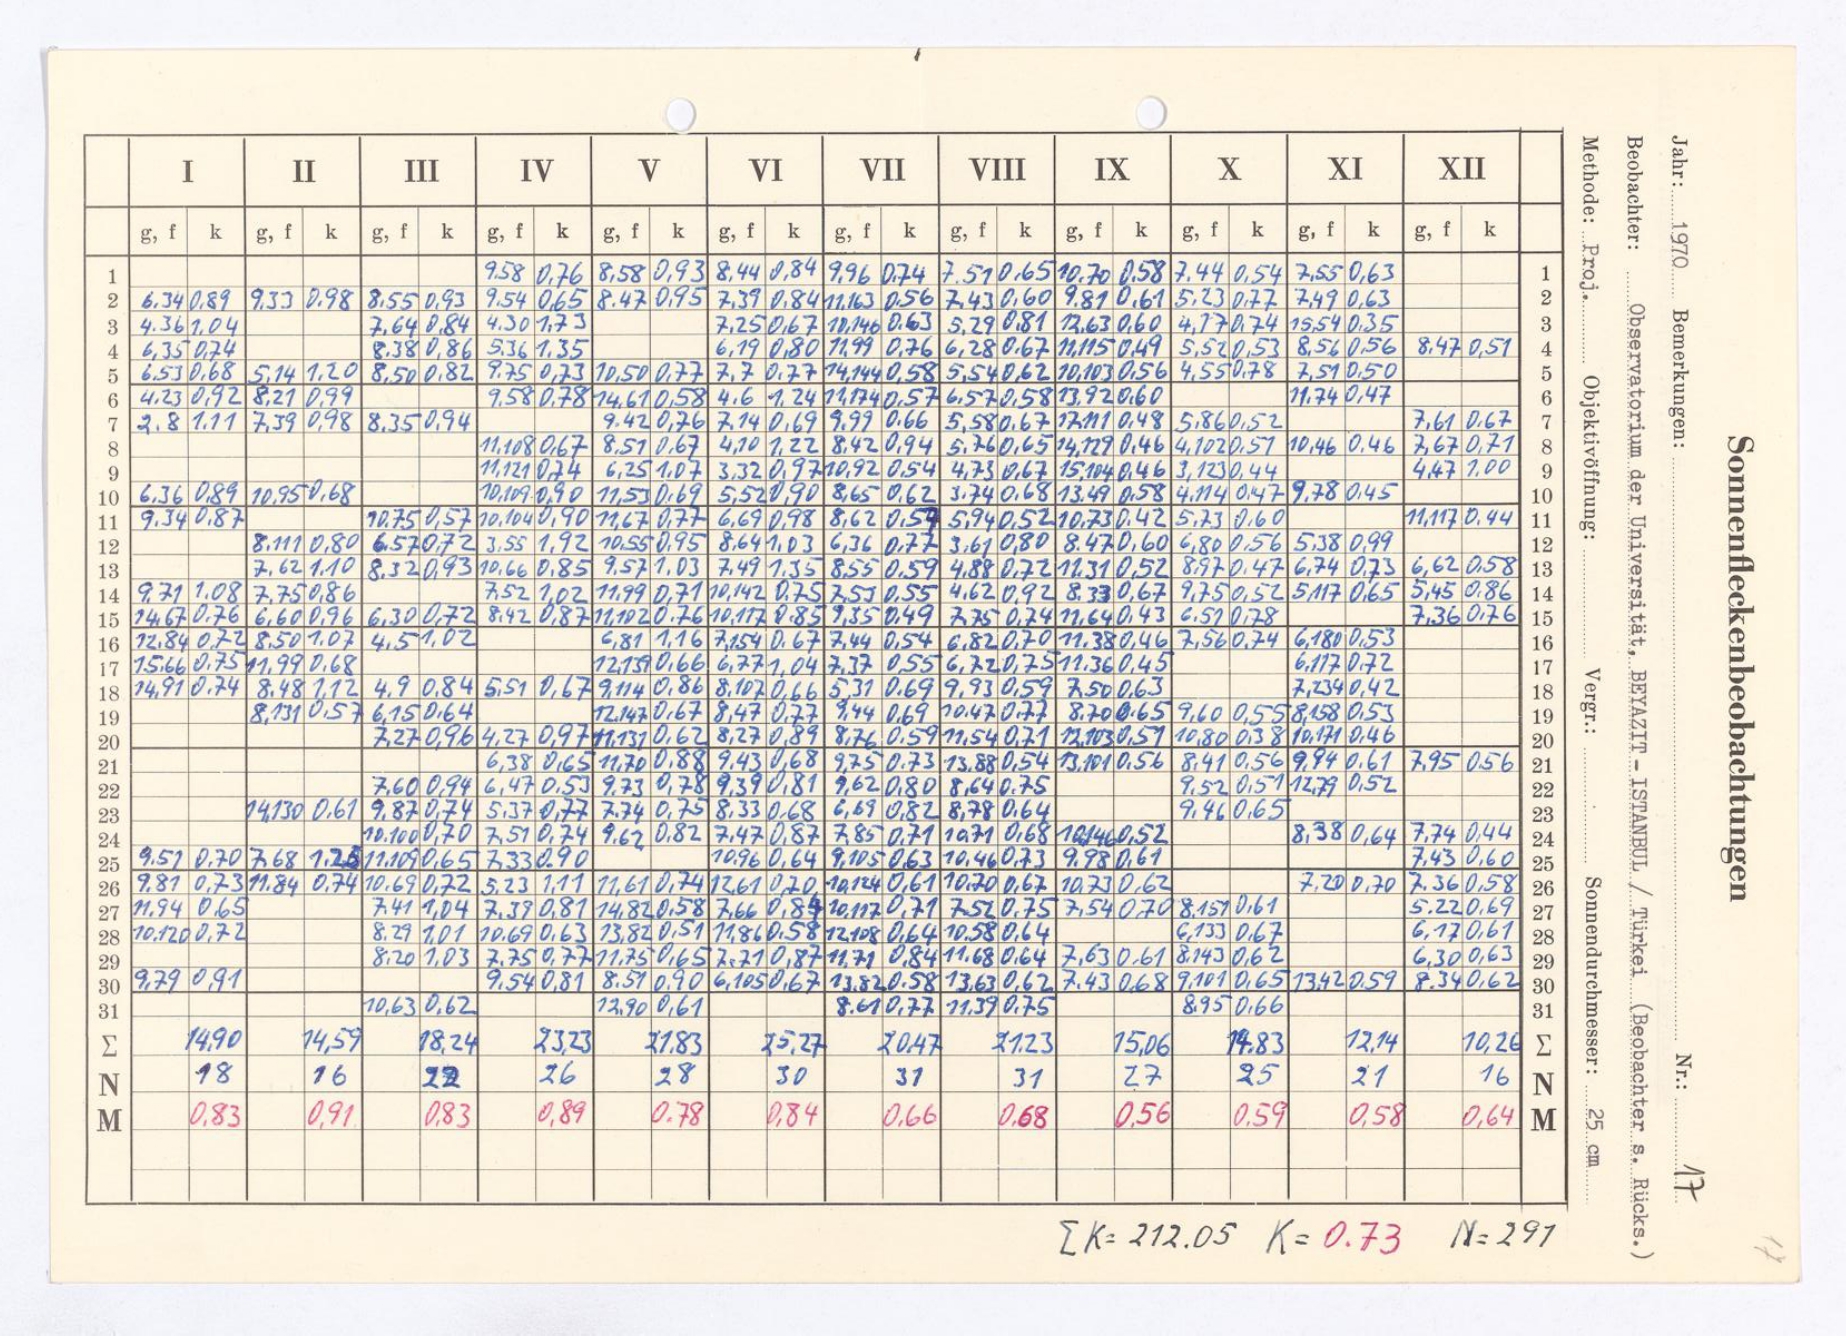 Sonnenfleckenbeobachtungen
Jahr: 1970 Bemerkungen: Nr.: 17
Beobachter: Observatorium der Universität, BEYAZIT - ISTANBUL / Türkei (Beobachter s. Rücks.)
Methode: Proj. Objektivöffnung: Vergr.: Sonnendurchmesser: 25 cm
I II III IV V VI VII VIII IX X XI XII
g, f k g, f k g, f k g, f k g, f k g, f k g, f k g, f k g, f k g, f k g, f k g, f k
1 9.58 0,76 8,58 0,93 8,44 0,84 9,96 0,74 7.51 0.65 10.70 0,58 7.44 0,54 7,55 0,63 1
2 6.34 0,89 9,33 0.98 8,55 0,93 9,54 0,65 8.47 0,95 7,39 0,84 11,163 0,56 7,43 0,60 9.81 0,61 5,23 0,77 7,49 0,63 2
3 4.36 1,04 7,64 0,84 4.30 1,73 7,25 0,67 10,146 0.63 5,29 0,81 12,63 0,60 4,17 0,74 15,54 0,35 3
4 6,35 0,74 8.38 0,86 5.36 1,35 6,19 0,80 11,99 0,76 6,28 0,67 11,115 0,49 5,52 0,53 8,56 0,56 8,47 0,51 4
5 6.53 0,68 5,14 1,20 8,50 0,82 9.75 0,73 10,50 0,77 7,7 0,77 14,144 0,58 5,54 0,62 10,103 0,56 4,55 0,78 7,51 0,50 5
6 4.23 0,92 8,21 0,99 9.58 0,78 14,61 0,58 4.6 1.24 11,174 0,57 6,57 0,58 13,92 0,60 11.74 0,47 6
7 2.8 1.11 7,39 0,98 8.35 0,94 9.42 0,76 7,14 0,69 9,99 0.66 5,58 0,67 12,111 0,48 5,86 0,52 7,61 0.67 7
8 11,108 0,67 8,51 0,67 4,10 1,22 8,42 0,94 5,76 0,65 14,129 0,46 4,102 0,51 10,46 0,46 7,67 0,71 8
9 11,121 0,74 6,25 1,07 3,32 0,97 10,92 0,54 4,73 0,67 15,104 0,46 3,123 0,44 4,47 1.00 9
10 6.36 0,89 10,95 0,68 10,109 0,90 11,53 0,69 5,52 0,90 8,65 0,62 3.74 0,68 13.49 0,58 4,114 0,47 9,78 0.45 10
11 9.34 0,87 10.75 0,57 10,104 0,90 11,67 0,77 6,69 0,98 8,62 5,94 0,52 10,73 0.42 5,73 0,60 11,117 0.44 11
12 8,111 0,80 6.57 0,72 3,55 1,92 10.55 0,95 8,64 1,03 6,36 0,77 3.61 0,80 8.47 0,60 6,80 0,56 5,38 0,99 12
13 7,62 1.10 8,32 0,93 10.66 0,85 9.57 1,03 7,49 1,35 8,55 0,59 4,88 0,72 11,31 0,52 8,97 0,47 6,74 0,73 6,62 0.58 13
14 9.71 1,08 7,75 0,86 7,52 1,02 11,99 0,71 10,142 0,75 7,53 0,55 4,62 0,92 8,33 0,67 9,75 0,52 5,117 0,65 5,45 0.86 14
15 14,67 0.76 6,60 0,96 6,30 0,72 8,42 0,87 11,102 0,76 10,117 0,85 9,35 0,49 7,75 0,74 11,64 0,43 6,51 0,78 7,36 0,76 15
16 12,84 0,72 8,50 1.07 4,5 1,02 6,81 1,16 7,154 0,67 7,44 0,54 6,82 0,70 11.38 0,46 7,56 0,74 6,180 0,53 16
17 15.66 0,75 11,99 0,68 12,139 0,66 6,77 1,04 7,37 0,55 6,72 0,75 11.36 0,45 6,117 0,72 17
18 14,91 0,74 8,48 1,12 4,9 0,84 5,51 0,67 9,114 0,86 8,107 0,66 5,31 0,69 9,93 0,59 7,50 0,63 7,234 0,42 18
19 8,131 0,57 6,15 0,64 12,147 0,67 8,47 0,77 9,44 0,69 10.47 0,77 8,70 0,65 9,60 0,55 8,158 0,53 19
20 7,27 0,96 4,27 0,97 11,131 0,62 8,27 0,89 8,76 0.59 11,54 0,71 12,103 0,51 10,80 0,38 10,171 0,46 20
21 6,38 0,65 11,70 0,88 9,43 0,68 9,75 0.73 13.88 0,54 13,101 0.56 8,41 0,56 9,94 0,61 7,95 0.56 21
22 7,60 0,94 6,47 0,53 9,73 0,78 9,39 0,81 9,62 0,80 8,64 0,75 9,52 0,51 12,79 0,52 22
23 14,130 0,61 9,87 0,74 5,37 0,77 7,74 0,75 8,33 0,68 6,69 0,82 8,78 0,64 9,46 0,65 23
24 10.100 0,70 7,51 0,74 9,62 0,82 7,47 0,87 7,85 0,71 10,71 0,68 10,146 0,52 8,38 0,64 7,74 0,44 24
25 9,51 0,70 7,68 11,109 0,65 7,33 0.90 10,96 0,64 9,105 0,63 10,46 0,73 9,98 0,61 7.43 0,60 25
26 9,81 0,73 11,84 0,74 10,69 0,72 5,23 1,11 11,61 0,74 12,61 0,70 10,124 0,61 10,70 0,67 10,73 0,62 7,20 0,70 7.36 0,58 26
27 11,94 0,65 7.41 1,04 7,39 0,81 14,82 0,58 7,66 10,117 0,71 7,52 0,75 7,54 0,70 8,151 0,61 5.22 0,69 27
28 10,120 0,72 8.29 1,01 10,69 0,63 13,82 0,51 11,86 0.58 12,108 0,64 10,58 0,64 6,133 0,67 6,17 0,61 28
29 8,20 1,03 7,75 0,77 11,75 0,65 7,71 0,87 11,71 0,84 11.68 0,64 7,63 0.61 8,143 0,62 6,30 0,63 29
30 9,79 0,91 9,54 0,81 8.51 0,90 6,105 0,67 13,82 0.58 13,63 0,62 7.43 0,68 9,101 0,65 13,42 0,59 8.34 0,62 30
31 10,63 0,62 12,90 0,61 8.61 0,77 11,39 0.75 8,95 0,66 31
Σ 14,90 14,59 18,24 23,23 21.83 25,27 20,47 21.23 15,06 14.83 12,14 10,26 Σ
N 18 16 22 26 28 30 31 31 27 25 21 16 N
M 0,83 0,91 0,83 0,89 0.78 0,84 0,66 0,68 0,56 0,59 0,58 0,64 M
ΣK= 212.05 K= 0.73 N= 291
17